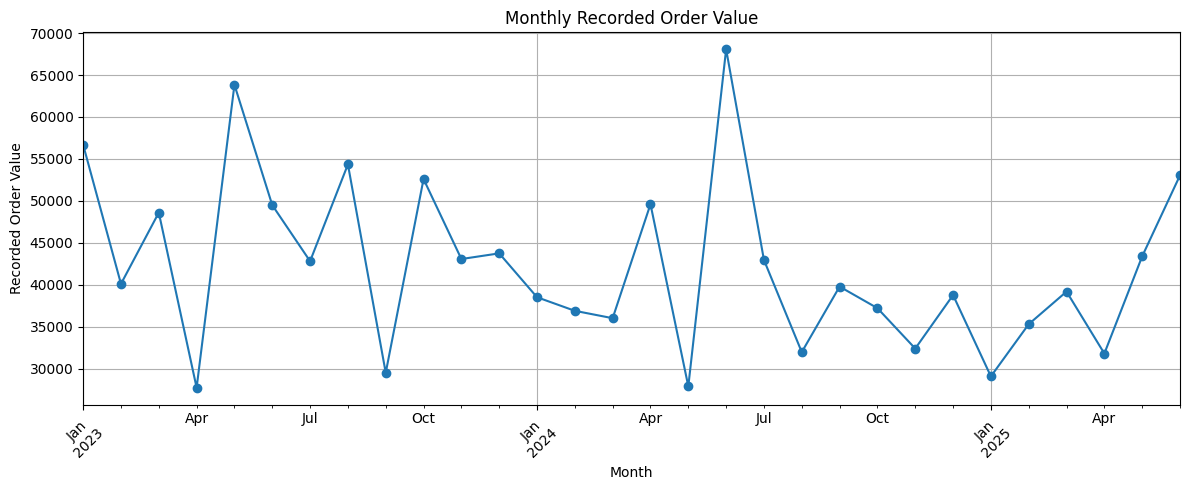 Monthly Recorded Order Value
Recorded Order Value
70000
65000
60000
55000
50000
45000
40000
35000
30000
Jan
2023
Apr
Jul
Oct
Jan
2024
Apr
Jul
Oct
Jan
2025
Apr
Month